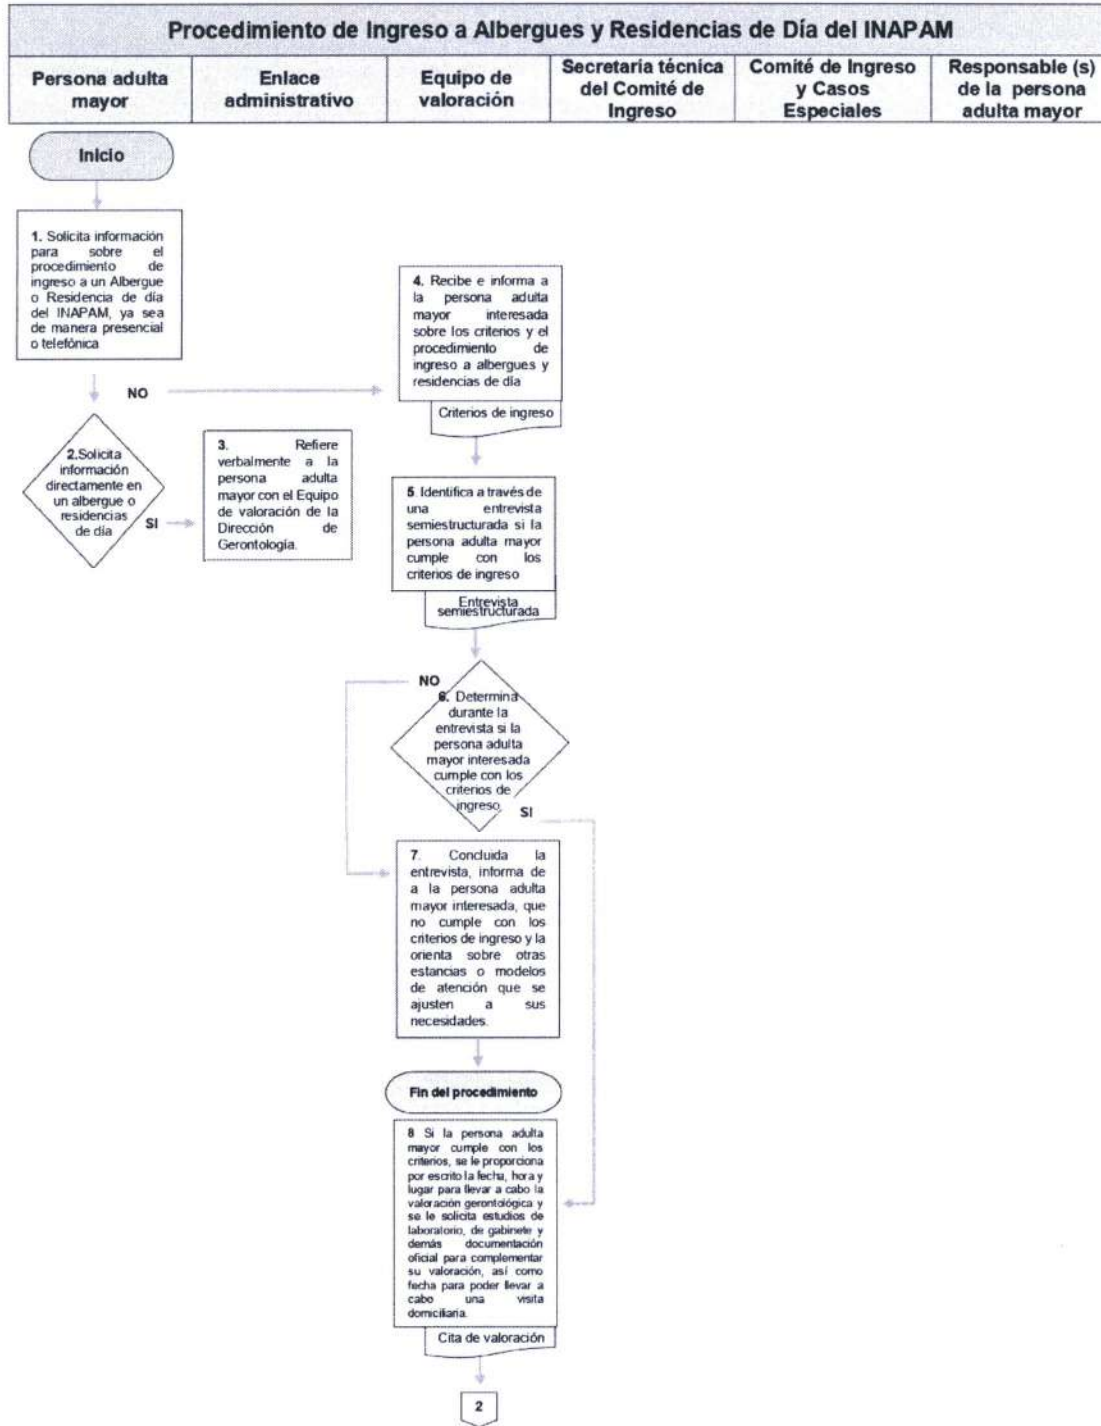 Procedimiento de Ingreso a Albergues y Residencias de Día del INAPAM
Persona adulta
mayor
Enlace
administrativo
Equipo de
valoración
Secretaria técnica
del Comité de
Ingreso
Comité de Ingreso
y Casos
Especiales
Responsable (s)
de la persona
adulta mayor
Inicio
1. Solicita información
para sobre el
procedimiento de
ingreso a un Albergue
o Residencia de día
del INAPAM, ya sea
de manera presencial
o telefónica
NO
2.Solicita
información
directamente en
un albergue o
residencias
de día
SI
3. Refiere
verbalmente a la
persona adulta
mayor con el Equipo
de valoración de la
Dirección de
Gerontología.
4. Recibe e informa a
la persona adulta
mayor interesada
sobre los criterios y el
procedimiento de
ingreso a albergues y
residencias de día
Criterios de ingreso
5. Identifica a través de
una entrevista
semiestructurada si la
persona adulta mayor
cumple con los
criterios de ingreso
Entrevista
semiestructurada
NO
6. Determina
durante la
entrevista si la
persona adulta
mayor interesada
cumple con los
criterios de
ingreso
SI
7. Concluida la
entrevista, informa de
a la persona adulta
mayor interesada, que
no cumple con los
criterios de ingreso y la
orienta sobre otras
estancias o modelos
de atención que se
ajusten a sus
necesidades.
Fin del procedimiento
8 Si la persona adulta
mayor cumple con los
criterios, se le proporciona
por escrito la fecha, hora y
lugar para llevar a cabo la
valoración gerontológica y
se le solicita estudios de
laboratorio, de gabinete y
demás documentación
oficial para complementar
su valoración, así como
fecha para poder llevar a
cabo una visita
domiciliaria.
Cita de valoración
2